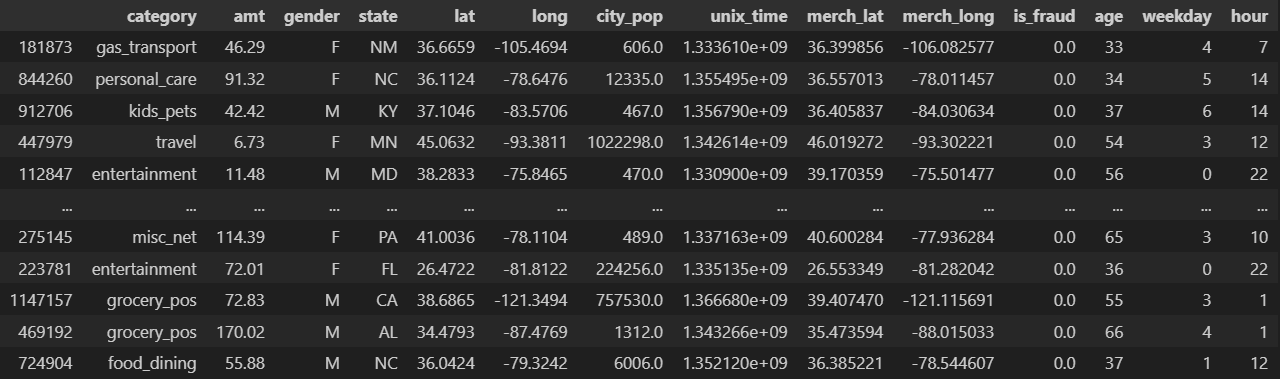 category amt gender state lat long city_pop unix_time merch_lat merch_long is_fraud age weekday hour
181873 gas_transport 46.29 F NM 36.6659 -105.4694 606.0 1.333610e+09 36.399856 -106.082577 0.0 33 4 7
844260 personal_care 91.32 F NC 36.1124 -78.6476 12335.0 1.355495e+09 36.557013 -78.011457 0.0 34 5 14
912706 kids_pets 42.42 M KY 37.1046 -83.5706 467.0 1.356790e+09 36.405837 -84.030634 0.0 37 6 14
447979 travel 6.73 F MN 45.0632 -93.3811 1022298.0 1.342614e+09 46.019272 -93.302221 0.0 54 3 12
112847 entertainment 11.48 M MD 38.2833 -75.8465 470.0 1.330900e+09 39.170359 -75.501477 0.0 56 0 22
... ... ... ... ... ... ... ... ... ... ... ... ... ... ...
275145 misc_net 114.39 F PA 41.0036 -78.1104 489.0 1.337163e+09 40.600284 -77.936284 0.0 65 3 10
223781 entertainment 72.01 F FL 26.4722 -81.8122 224256.0 1.335135e+09 26.553349 -81.282042 0.0 36 0 22
1147157 grocery_pos 72.83 M CA 38.6865 -121.3494 757530.0 1.366680e+09 39.407470 -121.115691 0.0 55 3 1
469192 grocery_pos 170.02 M AL 34.4793 -87.4769 1312.0 1.343266e+09 35.473594 -88.015033 0.0 66 4 1
724904 food_dining 55.88 M NC 36.0424 -79.3242 6006.0 1.352120e+09 36.385221 -78.544607 0.0 37 1 12